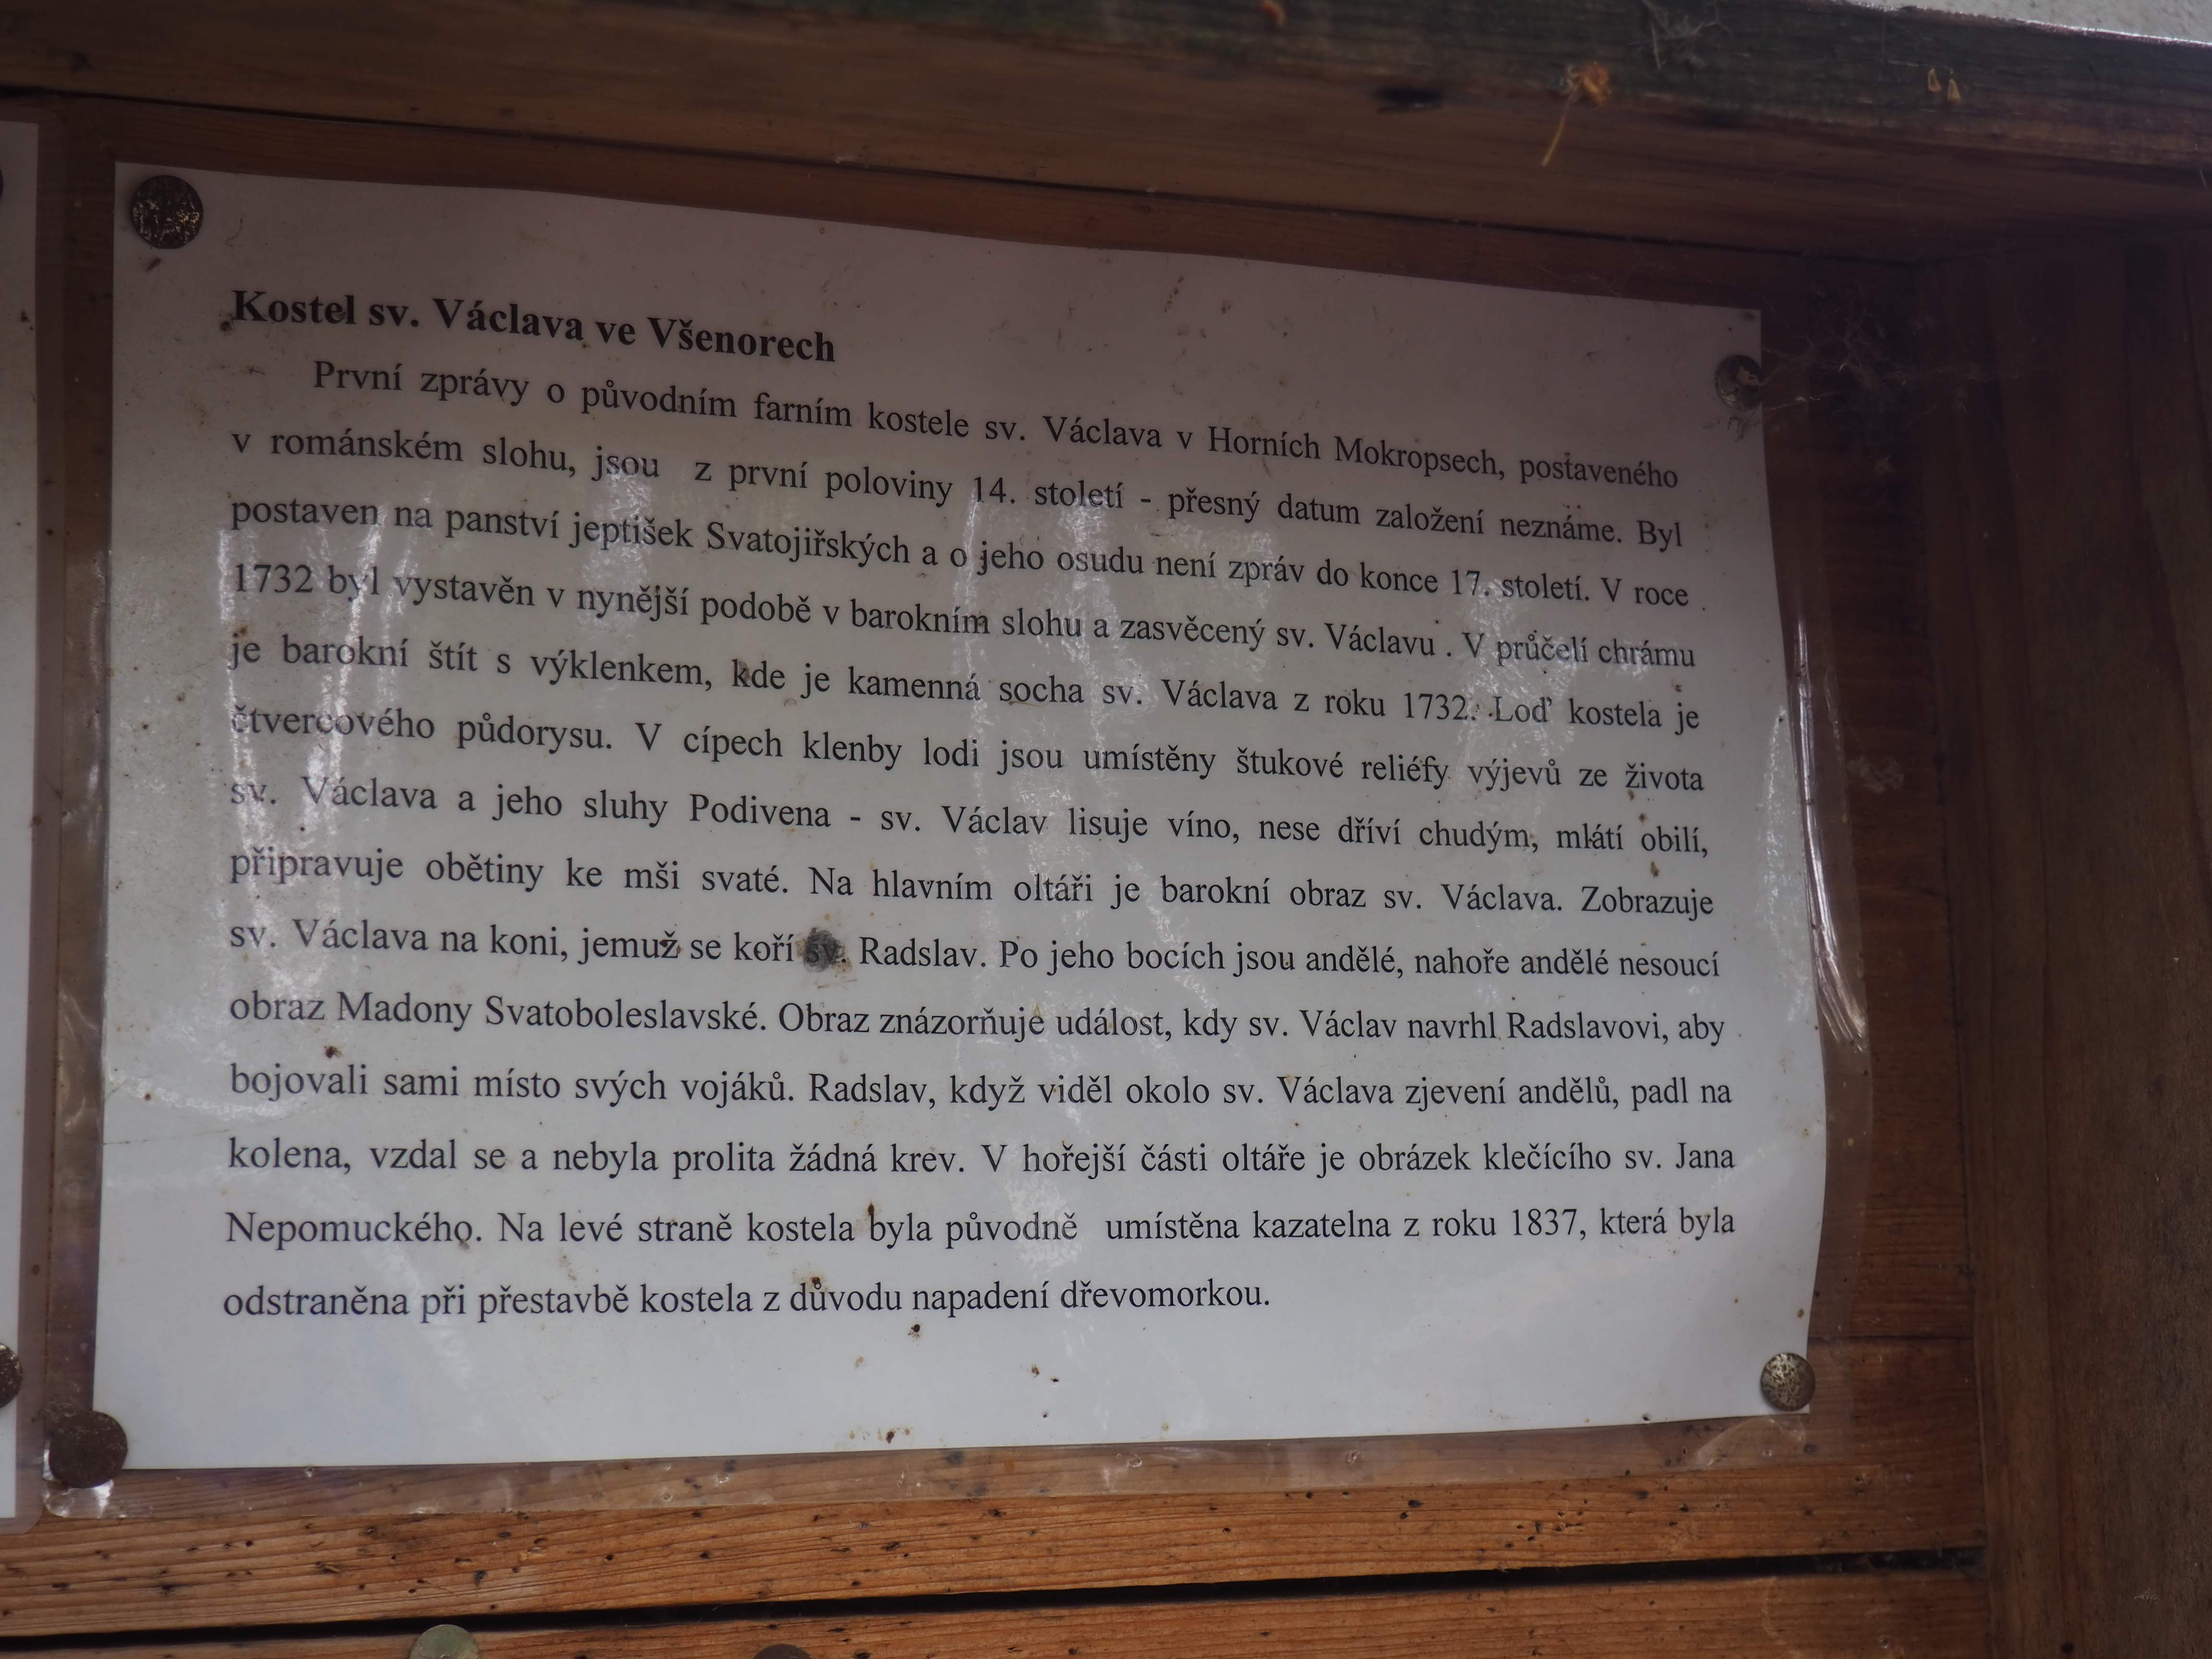 Kostel sv. Václava ve Všenorech
První zprávy o původním farním kostele sv. Václava v Horních Mokropsech, postaveného
v románském slohu, jsou z první poloviny 14. století - přesný datum založení neznáme. Byl
postaven na panství jeptišek Svatojiřských a o jeho osudu není zpráv do konce 17. století. V roce
1732 byl vystavěn v nynější podobě v barokním slohu a zasvěcený sv. Václavu . V průčelí chrámu
je barokní štít s výklenkem, kde je kamenná socha sv. Václava z roku 1732. Loď kostela je
čtvercového půdorysu. V cípech klenby lodi jsou umístěny štukové reliéfy výjevů ze života
sv. Václava a jeho sluhy Podivena - sv. Václav lisuje víno, nese dříví chudým, mlátí obilí,
připravuje obětiny ke mši svaté. Na hlavním oltáři je barokní obraz sv. Václava. Zobrazuje
sv. Václava na koni, jemuž se koří sv. Radslav. Po jeho bocích jsou andělé, nahoře andělé nesoucí
obraz Madony Svatoboleslavské. Obraz znázorňuje událost, kdy sv. Václav navrhl Radslavovi, aby
bojovali sami místo svých vojáků. Radslav, když viděl okolo sv. Václava zjevení andělů, padl na
kolena, vzdal se a nebyla prolita žádná krev. V hořejší části oltáře je obrázek klečícího sv. Jana
Nepomuckého. Na levé straně kostela byla původně umístěna kazatelna z roku 1837, která byla
odstraněna při přestavbě kostela z důvodu napadení dřevomorkou.